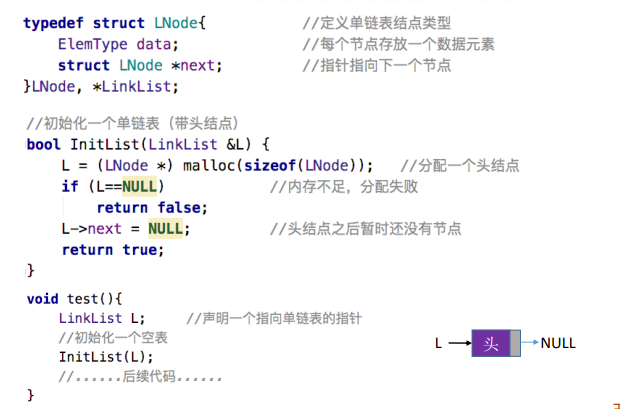 typedef struct LNode{ //定义单链表结点类型
ElemType data; //每个节点存放一个数据元素
struct LNode *next; //指针指向下一个节点
}LNode, *LinkList;
//初始化一个单链表（带头结点）
bool InitList(LinkList &L) {
L = (LNode *) malloc(sizeof(LNode)); //分配一个头结点
if (L==NULL) //内存不足，分配失败
return false;
L->next = NULL; //头结点之后暂时还没有节点
return true;
}
void test(){
LinkList L; //声明一个指向单链表的指针
//初始化一个空表
InitList(L);
//......后续代码......
}
L 头 NULL